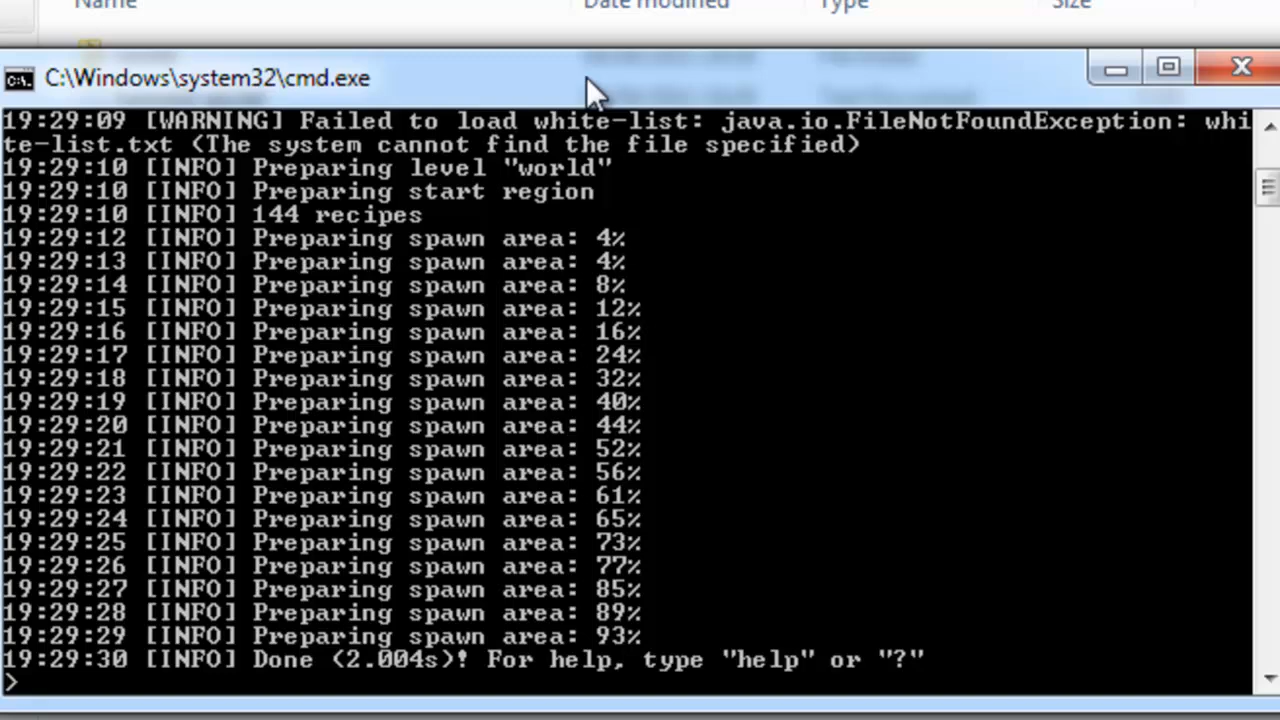 Name Date modified Type Size
C:\Windows\system32\cmd.exe
19:29:09 [WARNING] Failed to load white-list: java.io.FileNotFoundException: whi
te-list.txt (The system cannot find the file specified)
19:29:10 [INFO] Preparing level "world"
19:29:10 [INFO] Preparing start region
19:29:10 [INFO] 144 recipes
19:29:12 [INFO] Preparing spawn area: 4%
19:29:13 [INFO] Preparing spawn area: 4%
19:29:14 [INFO] Preparing spawn area: 8%
19:29:15 [INFO] Preparing spawn area: 12%
19:29:16 [INFO] Preparing spawn area: 16%
19:29:17 [INFO] Preparing spawn area: 24%
19:29:18 [INFO] Preparing spawn area: 32%
19:29:19 [INFO] Preparing spawn area: 40%
19:29:20 [INFO] Preparing spawn area: 44%
19:29:21 [INFO] Preparing spawn area: 52%
19:29:22 [INFO] Preparing spawn area: 56%
19:29:23 [INFO] Preparing spawn area: 61%
19:29:24 [INFO] Preparing spawn area: 65%
19:29:25 [INFO] Preparing spawn area: 73%
19:29:26 [INFO] Preparing spawn area: 77%
19:29:27 [INFO] Preparing spawn area: 85%
19:29:28 [INFO] Preparing spawn area: 89%
19:29:29 [INFO] Preparing spawn area: 93%
19:29:30 [INFO] Done (2.004s)! For help, type "help" or "?"
>